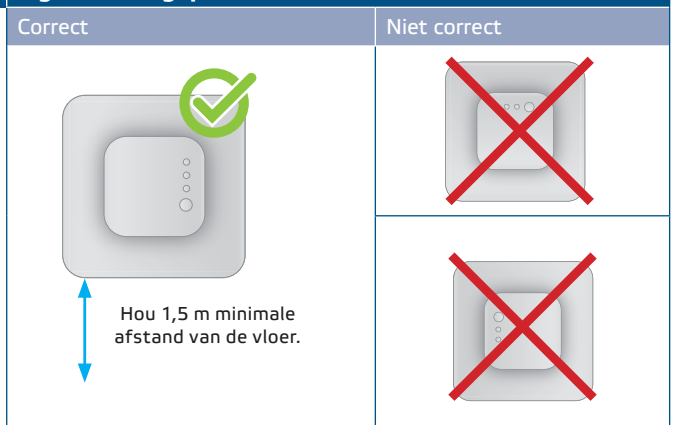 Correct
Niet correct
Hou 1,5 m minimale
afstand van de vloer.